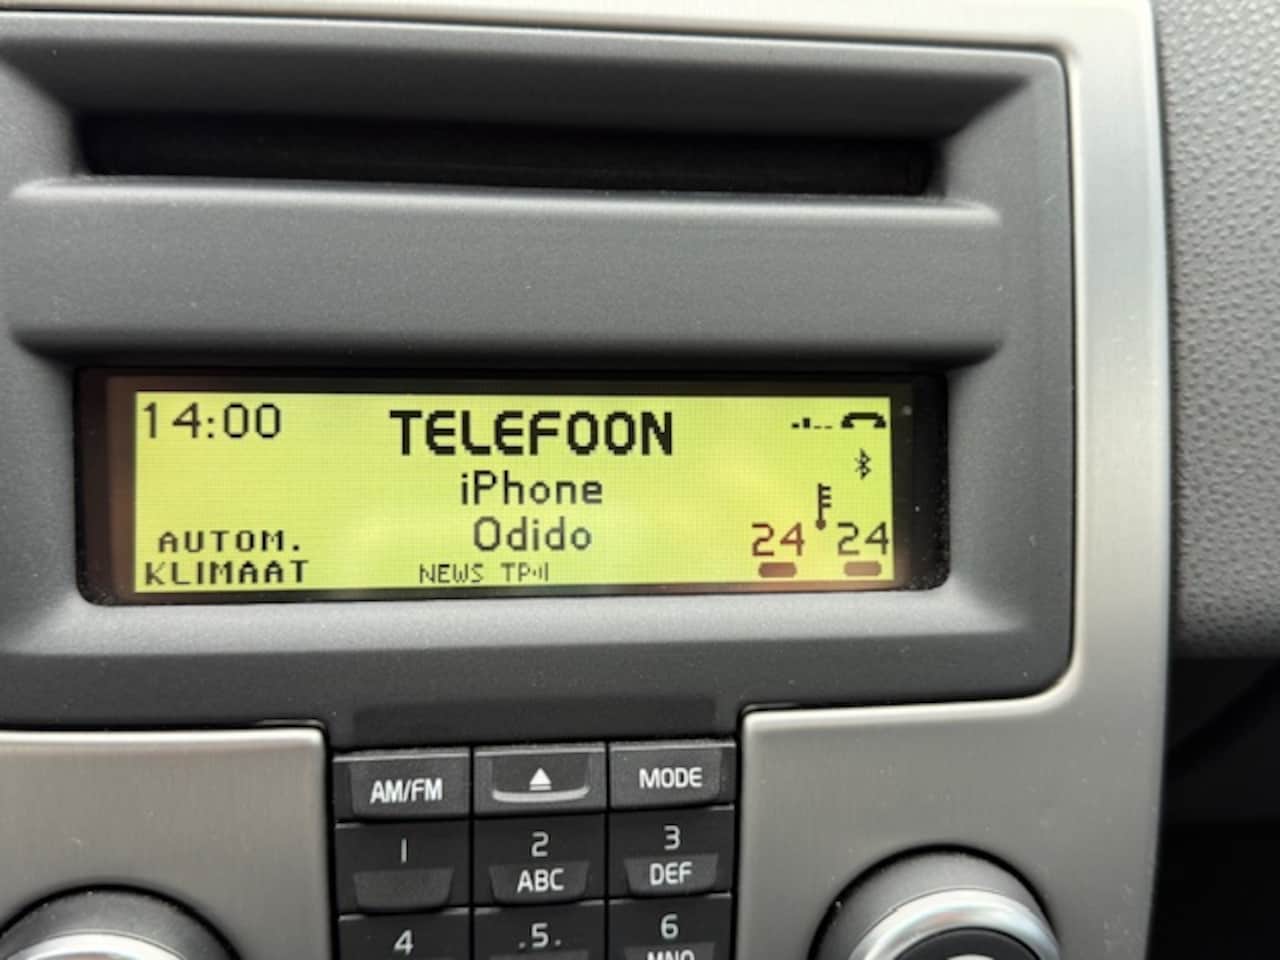 14:00
TELEFOON
iPhone
Odido
AUTOM.
KLIMAAT
NEWS TP
24 24
AM/FM
MODE
1
2
3
ABC
DEF
4
.5.
6
MNO